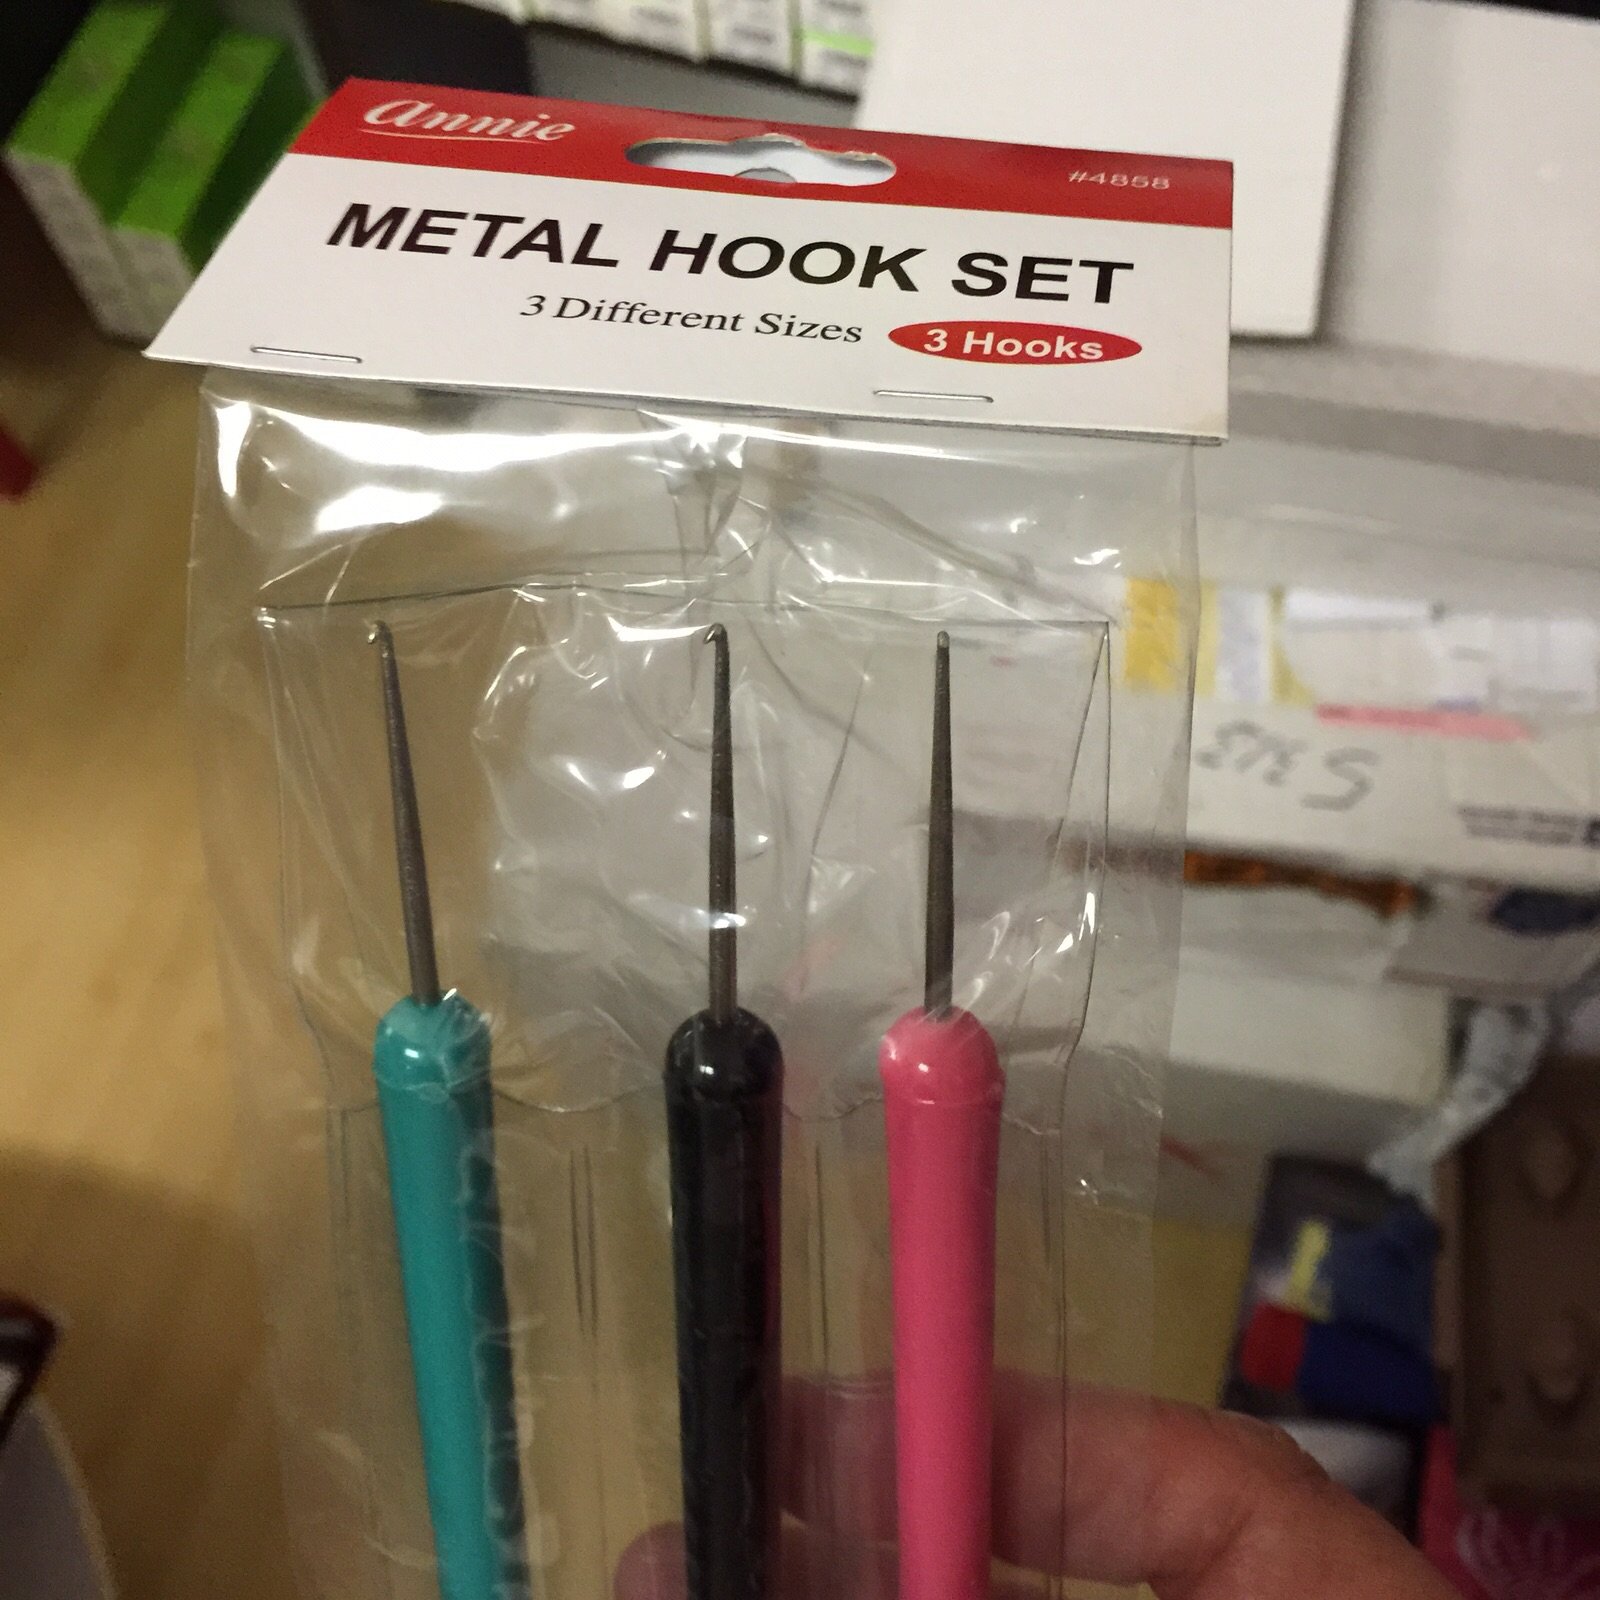 Annie
#4858
METAL HOOK SET
3 Different Sizes
3 Hooks